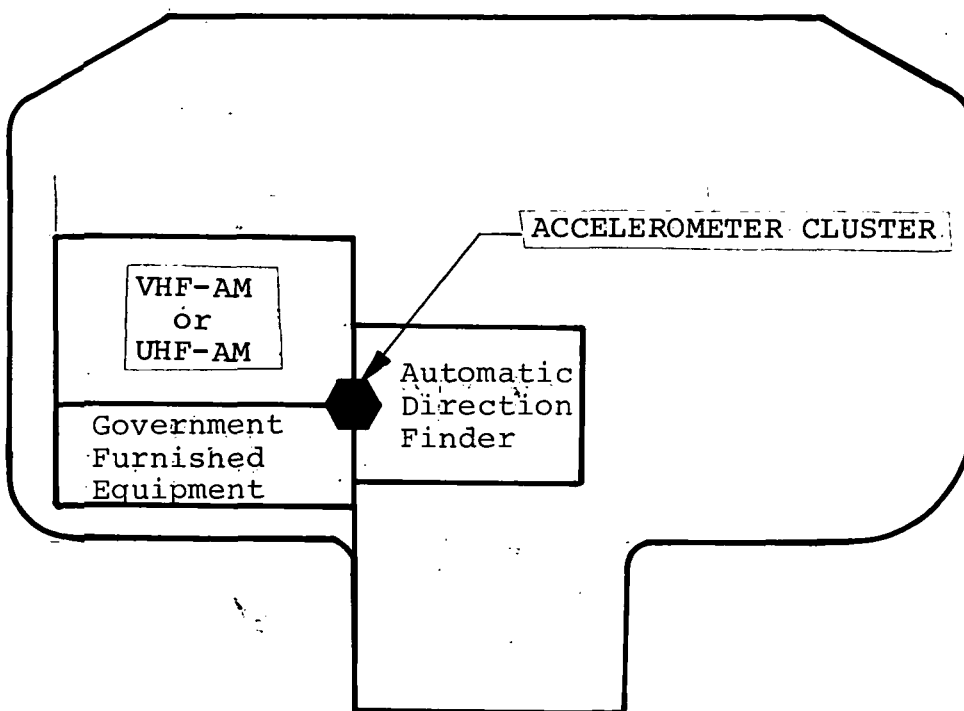 ACCELEROMETER CLUSTER
VHF-AM
or
UHF-AM
Automatic
Direction
Finder
Government
Furnished
Equipment